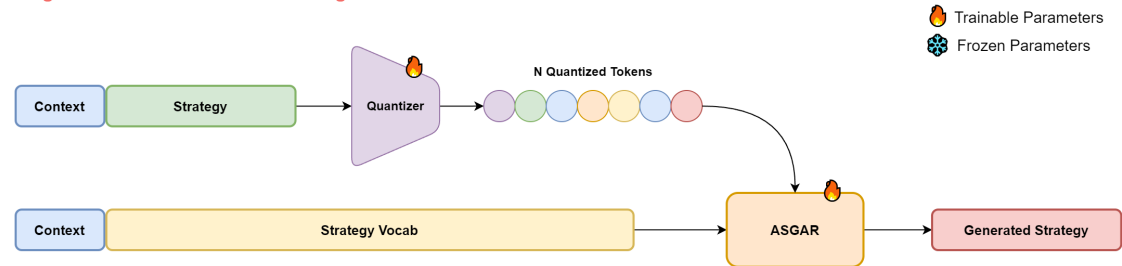 Trainable Parameters
Frozen Parameters
N Quantized Tokens
Context
Strategy
Quantizer
Context
Strategy Vocab
ASGAR
Generated Strategy